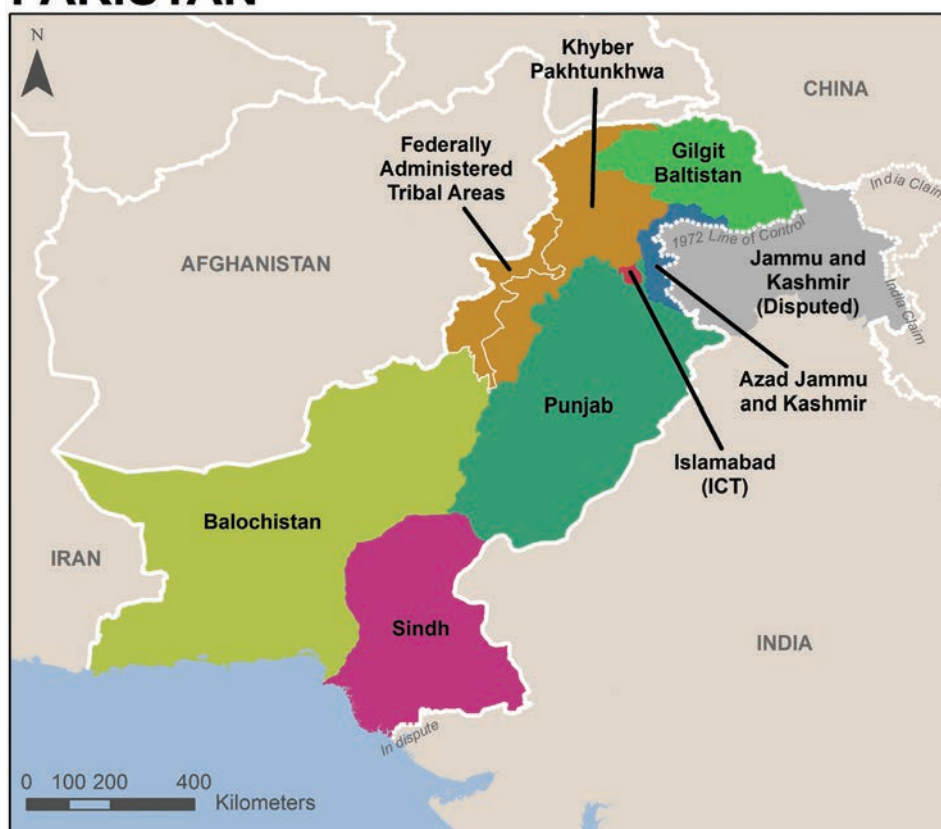 PAKISTAN
N
Khyber
Pakhtunkhwa
CHINA
Federally
Administered
Tribal Areas
Gilgit
Baltistan
India Claim
1972 Line of Control
AFGHANISTAN
Jammu and
Kashmir
(Disputed)
India Claim
Azad Jammu
and Kashmir
Punjab
Islamabad
(ICT)
Balochistan
IRAN
Sindh
INDIA
In dispute
0 100 200 400
Kilometers